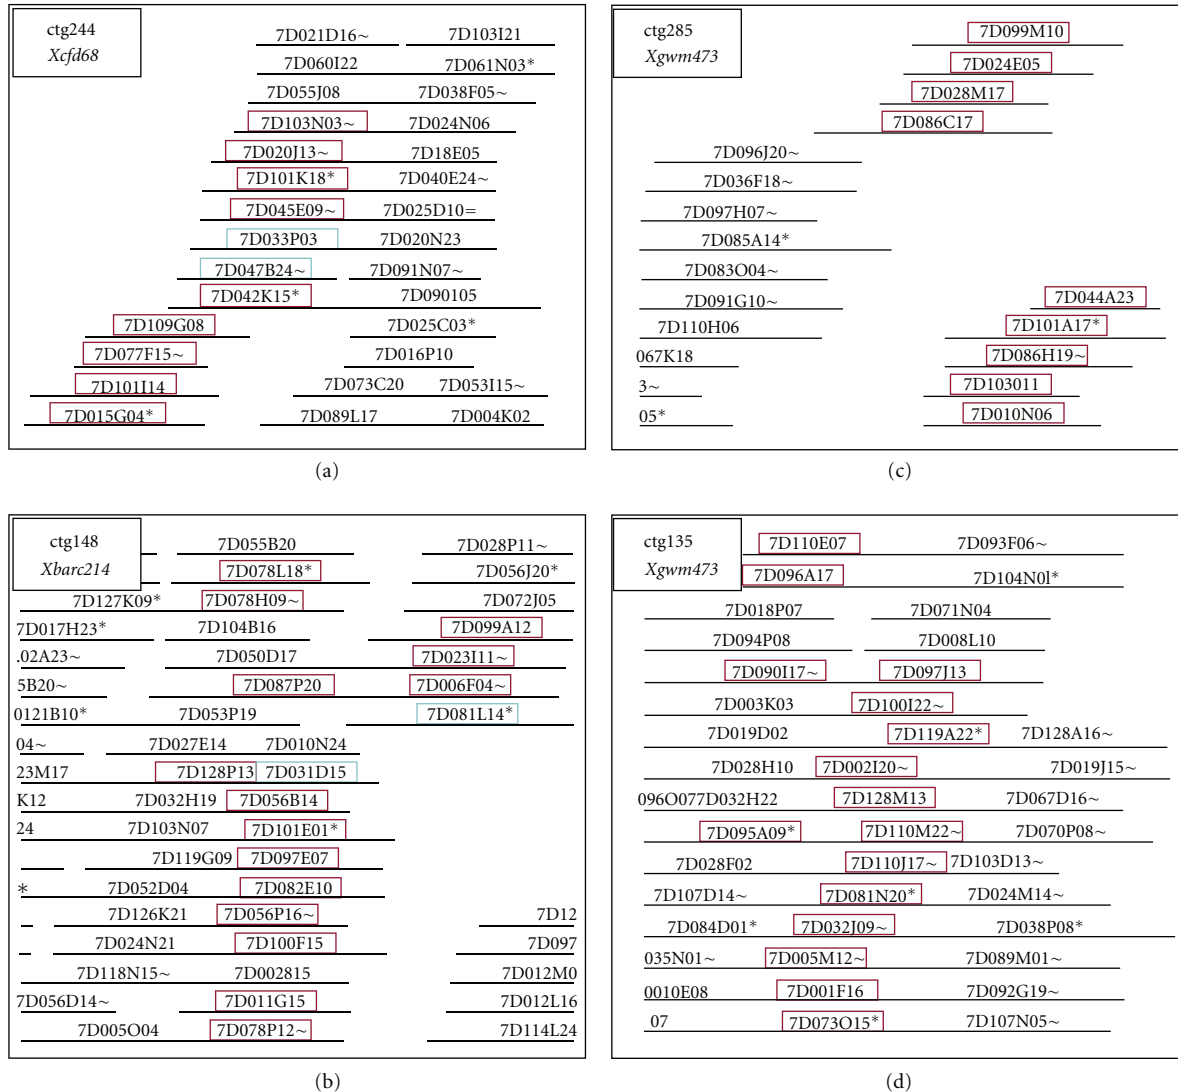 ctg244
Xcfd68
7D021D16~ 7D103I21
7D060I22 7D061N03*
7D055J08 7D038F05~
7D103N03~ 7D024N06
7D020J13~ 7D18E05
7D101K18* 7D040E24~
7D045E09~ 7D025D10=
7D033P03 7D020N23
7D047B24~ 7D091N07~
7D042K15* 7D090105
7D109G08 7D025C03*
7D077F15~ 7D016P10
7D101I14 7D073C20 7D053I15~
7D015G04* 7D089L17 7D004K02
(a)
ctg285
Xgwm473
7D099M10
7D024E05
7D028M17
7D086C17
7D096J20~
7D036F18~
7D097H07~
7D085A14*
7D083O04~
7D091G10~ 7D044A23
7D110H06 7D101A17*
067K18 7D086H19~
3~ 7D103011
05* 7D010N06
(c)
ctg148
Xbarc214
7D055B20 7D028P11~
7D078L18* 7D056J20*
7D127K09* 7D078H09~ 7D072J05
7D017H23* 7D104B16 7D099A12
.02A23~ 7D050D17 7D023I11~
5B20~ 7D087P20 7D006F04~
0121B10* 7D053P19 7D081L14*
04~ 7D027E14 7D010N24
23M17 7D128P13 7D031D15
K12 7D032H19 7D056B14
24 7D103N07 7D101E01*
7D119G09 7D097E07
* 7D052D04 7D082E10
7D126K21 7D056P16~ 7D12
7D024N21 7D100F15 7D097
7D118N15~ 7D002815 7D012M0
7D056D14~ 7D011G15 7D012L16
7D005O04 7D078P12~ 7D114L24
(b)
ctg135
Xgwm473
7D110E07 7D093F06~
7D096A17 7D104N0l*
7D018P07 7D071N04
7D094P08 7D008L10
7D090I17~ 7D097J13
7D003K03 7D100I22~
7D019D02 7D119A22* 7D128A16~
7D028H10 7D002I20~ 7D019J15~
096O077D032H22 7D128M13 7D067D16~
7D095A09* 7D110M22~ 7D070P08~
7D028F02 7D110J17~ 7D103D13~
7D107D14~ 7D081N20* 7D024M14~
7D084D01* 7D032J09~ 7D038P08*
035N01~ 7D005M12~ 7D089M01~
0010E08 7D001F16 7D092G19~
07 7D073O15* 7D107N05~
(d)